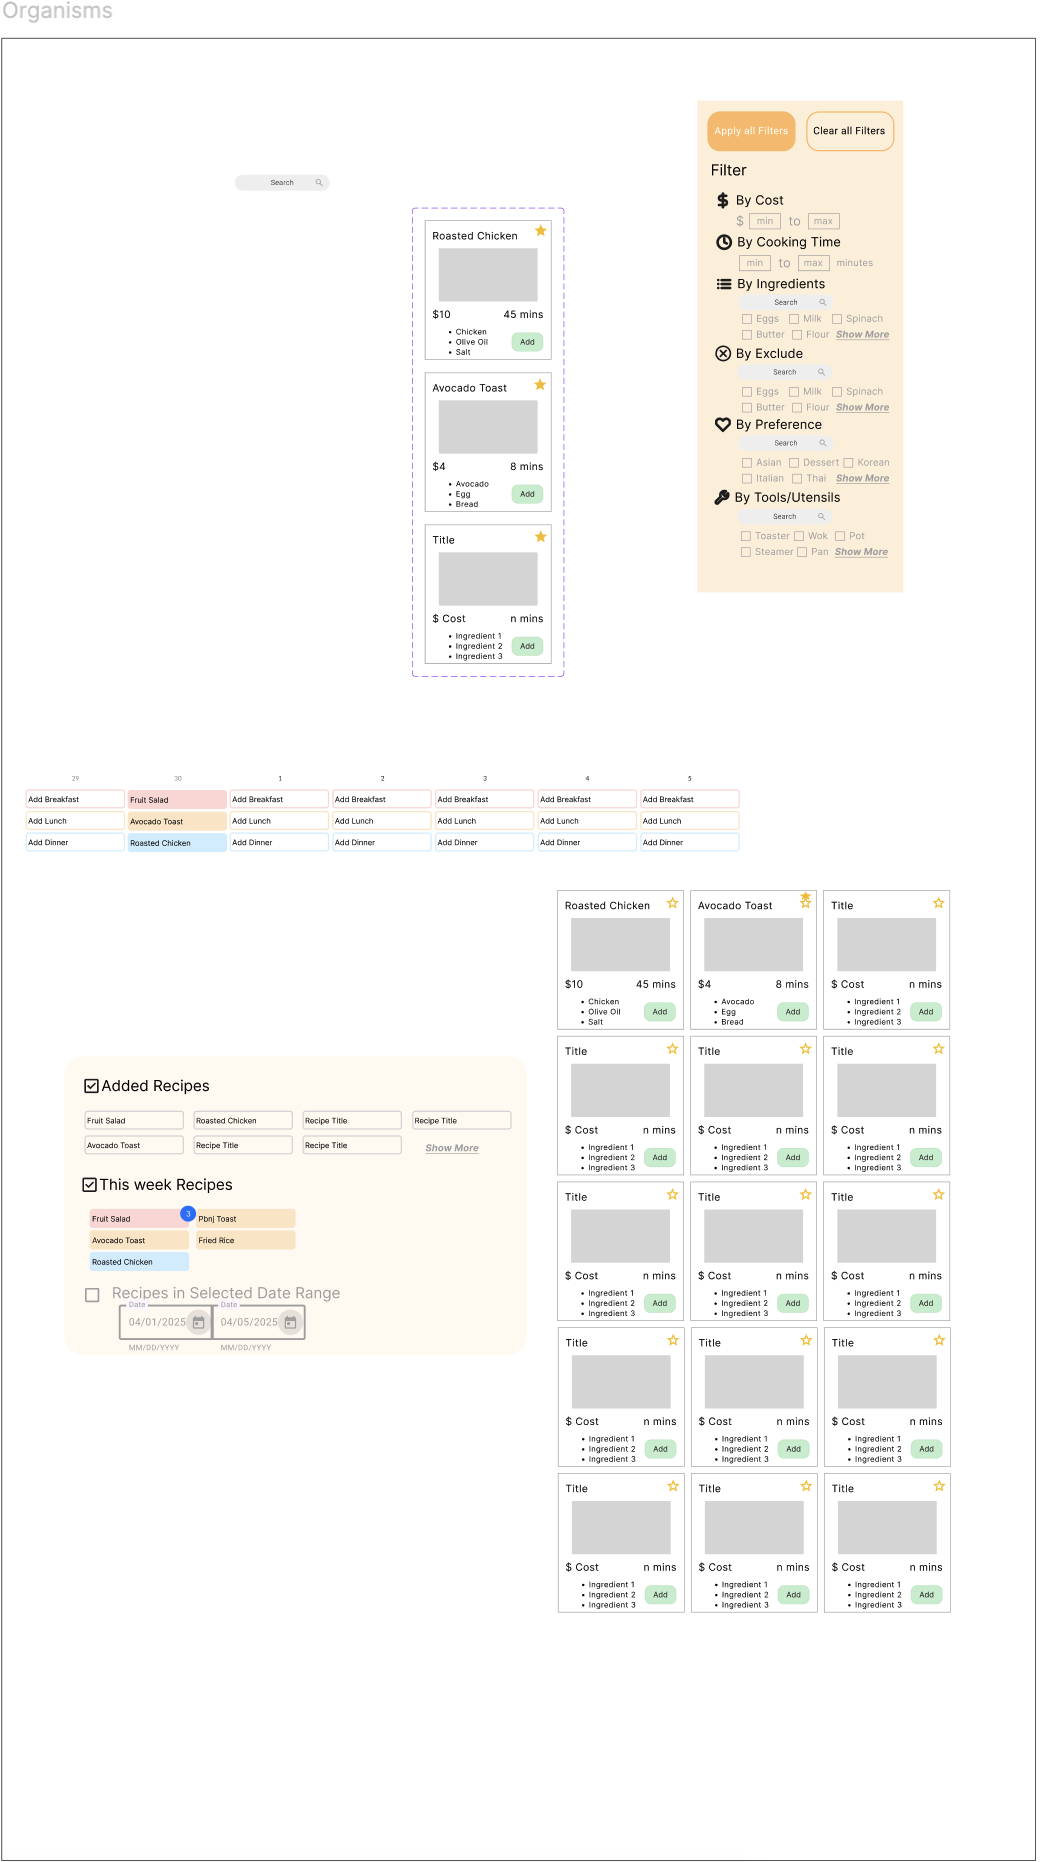 Organisms
Search
Roasted Chicken
$10 45 mins
Chicken
Olive Oil
Salt
Add
Avocado Toast
$4 8 mins
Avocado
Egg
Bread
Add
Title
$ Cost n mins
Ingredient 1
Ingredient 2
Ingredient 3
Add
Apply all Filters Clear all Filters
Filter
By Cost
$ min to max
By Cooking Time
min to max minutes
By Ingredients
Search
Eggs Milk Spinach
Butter Flour Show More
By Exclude
Search
Eggs Milk Spinach
Butter Flour Show More
By Preference
Search
Asian Dessert Korean
Italian Thai Show More
By Tools/Utensils
Search
Toaster Wok Pot
Steamer Pan Show More
29 30 1 2 3 4 5
Add Breakfast Fruit Salad Add Breakfast Add Breakfast Add Breakfast Add Breakfast Add Breakfast
Add Lunch Avocado Toast Add Lunch Add Lunch Add Lunch Add Lunch Add Lunch
Add Dinner Roasted Chicken Add Dinner Add Dinner Add Dinner Add Dinner Add Dinner
Added Recipes
Fruit Salad Roasted Chicken Recipe Title Recipe Title
Avocado Toast Recipe Title Recipe Title Show More
This week Recipes
3
Fruit Salad Pbnj Toast
Avocado Toast Fried Rice
Roasted Chicken
Recipes in Selected Date Range
Date Date
04/01/2025 04/05/2025
MM/DD/YYYY MM/DD/YYYY
Roasted Chicken Avocado Toast Title
$10 45 mins $4 8 mins $ Cost n mins
Chicken Avocado Ingredient 1
Olive Oil Add Egg Add Ingredient 2 Add
Salt Bread Ingredient 3
Title Title Title
$ Cost n mins $ Cost n mins $ Cost n mins
Ingredient 1 Ingredient 1 Ingredient 1
Ingredient 2 Add Ingredient 2 Add Ingredient 2 Add
Ingredient 3 Ingredient 3 Ingredient 3
Title Title Title
$ Cost n mins $ Cost n mins $ Cost n mins
Ingredient 1 Ingredient 1 Ingredient 1
Ingredient 2 Add Ingredient 2 Add Ingredient 2 Add
Ingredient 3 Ingredient 3 Ingredient 3
Title Title Title
$ Cost n mins $ Cost n mins $ Cost n mins
Ingredient 1 Ingredient 1 Ingredient 1
Ingredient 2 Add Ingredient 2 Add Ingredient 2 Add
Ingredient 3 Ingredient 3 Ingredient 3
Title Title Title
$ Cost n mins $ Cost n mins $ Cost n mins
Ingredient 1 Ingredient 1 Ingredient 1
Ingredient 2 Add Ingredient 2 Add Ingredient 2 Add
Ingredient 3 Ingredient 3 Ingredient 3